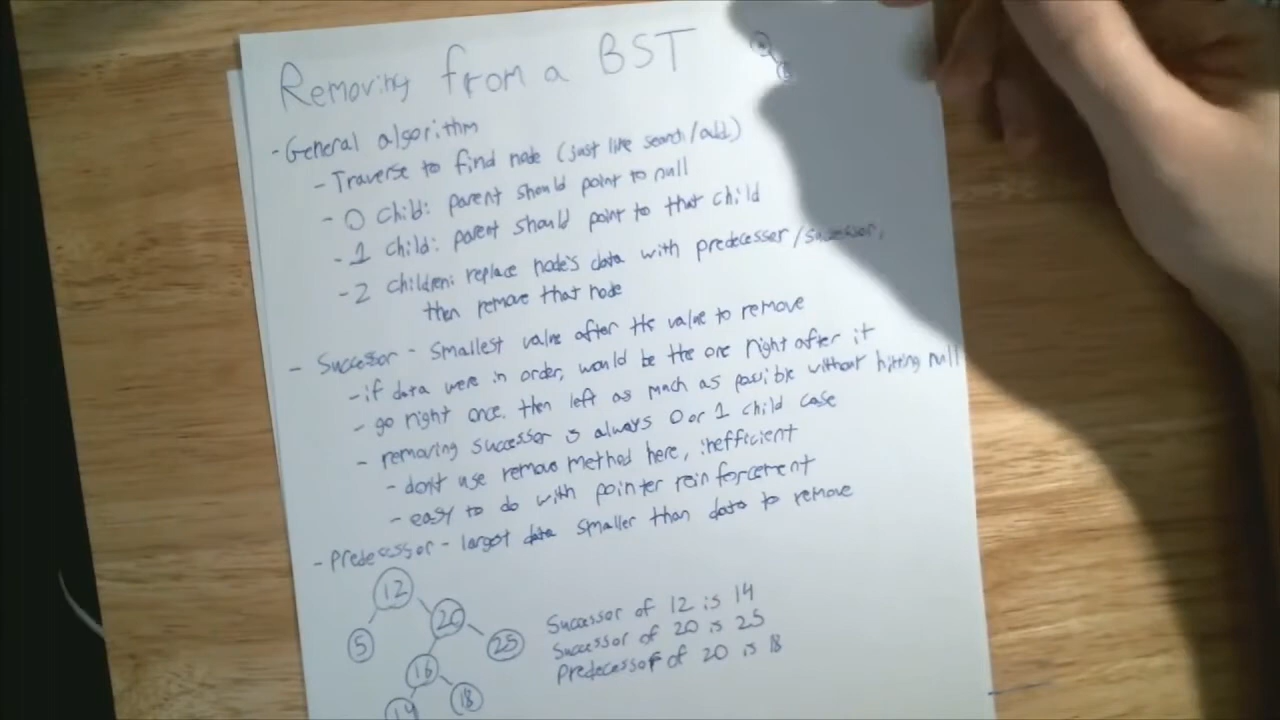 Removing from a BST
- General algorithm
- Traverse to find node (just like search/add)
- 0 child: parent should point to null
- 1 child: parent should point to that child
- 2 children: replace node's data with predecessor/successor,
then remove that node
- Successor - smallest value after the value to remove
- if data were in order, would be the one right after it
- go right once, then left as much as possible without hitting null
- removing successor is always 0 or 1 child case
- don't use remove method here, inefficient
- easy to do with pointer reinforcement
- Predecessor - largest data smaller than data to remove
12
20
5
25
16
18
14
Successor of 12 is 14
Successor of 20 is 25
Predecessor of 20 is 18